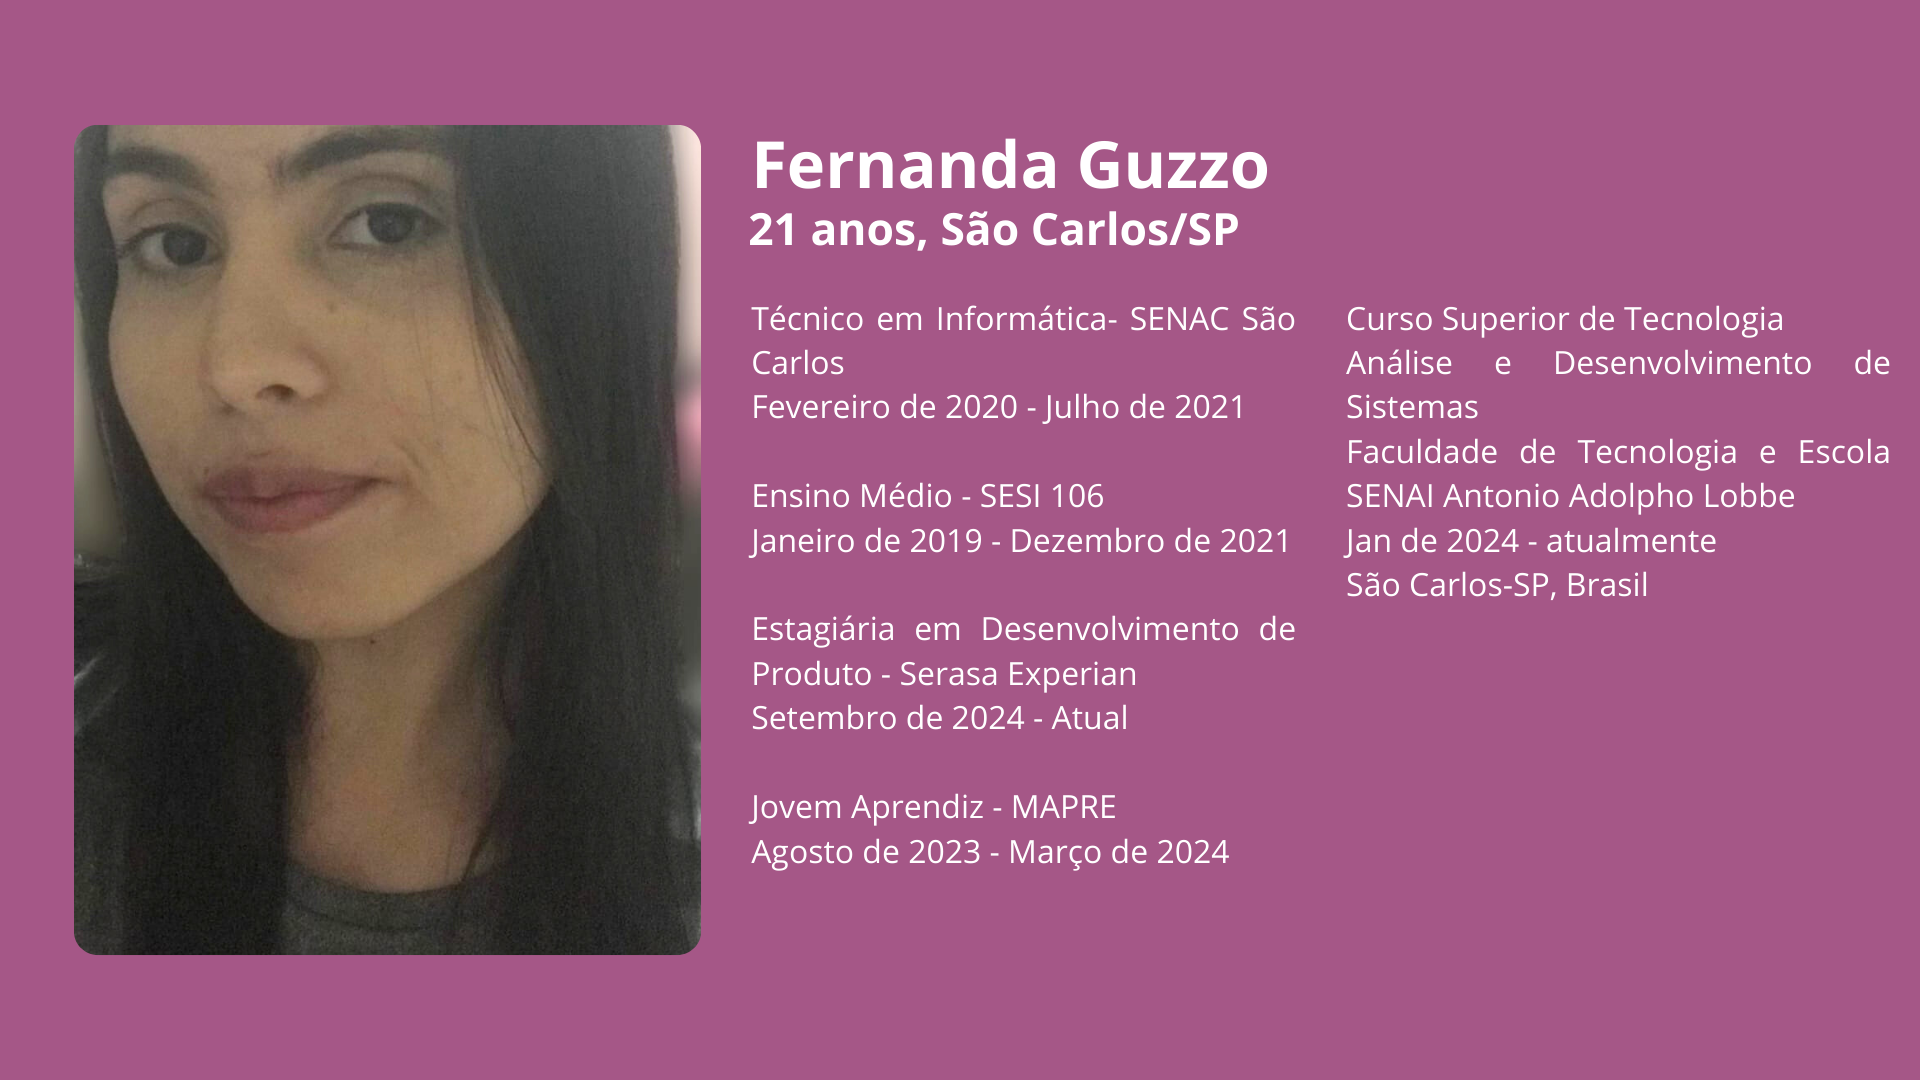 Fernanda Guzzo
21 anos, São Carlos/SP
Técnico em Informática- SENAC São
Carlos
Fevereiro de 2020 - Julho de 2021
Ensino Médio - SESI 106
Janeiro de 2019 - Dezembro de 2021
Estagiária em Desenvolvimento de
Produto - Serasa Experian
Setembro de 2024 - Atual
Jovem Aprendiz - MAPRE
Agosto de 2023 - Março de 2024
Curso Superior de Tecnologia
Análise e Desenvolvimento de
Sistemas
Faculdade de Tecnologia e Escola
SENAI Antonio Adolpho Lobbe
Jan de 2024 - atualmente
São Carlos-SP, Brasil